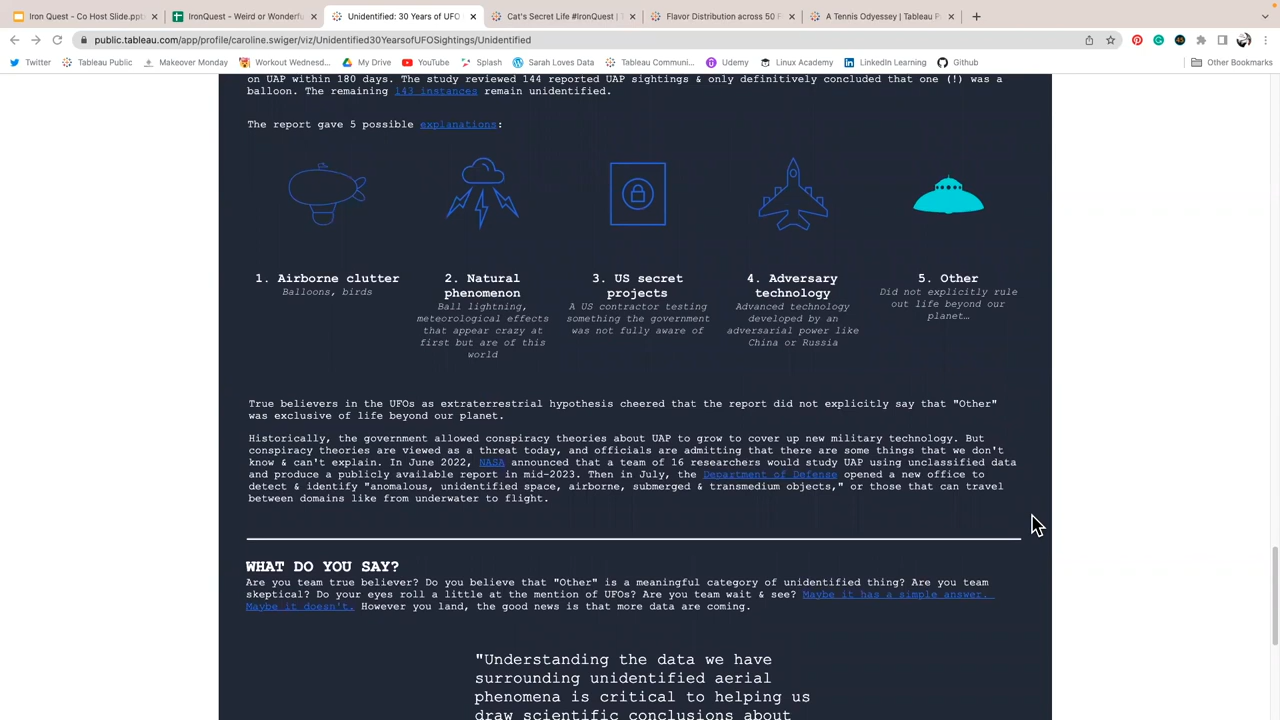 Iron Quest - Co Host Slide.ppt
IronQuest - Weird or Wonderfu
Unidentified: 30 Years of UFO
Cat's Secret Life #IronQuest | T
Flavor Distribution across 50 F
A Tennis Odyssey | Tableau P
public.tableau.com/app/profile/caroline.swiger/viz/Unidentified30YearsofUFOSightings/Unidentified
Twitter
Tableau Public
Makeover Monday
Workout Wednesd...
My Drive
YouTube
Splash
Sarah Loves Data
Tableau Communi...
Udemy
Linux Academy
LinkedIn Learning
Github
Other Bookmarks
on UAP within 180 days. The study reviewed 144 reported UAP sightings & only definitively concluded that one (!) was a
balloon. The remaining 143 instances remain unidentified.
The report gave 5 possible explanations:
1. Airborne clutter
Balloons, birds
2. Natural
phenomenon
Ball lightning,
meteorological effects
that appear crazy at
first but are of this
world
3. US secret
projects
A US contractor testing
something the government
was not fully aware of
4. Adversary
technology
Advanced technology
developed by an
adversarial power like
China or Russia
5. Other
Did not explicitly rule
out life beyond our
planet…
True believers in the UFOs as extraterrestrial hypothesis cheered that the report did not explicitly say that "Other"
was exclusive of life beyond our planet.
Historically, the government allowed conspiracy theories about UAP to grow to cover up new military technology. But
conspiracy theories are viewed as a threat today, and officials are admitting that there are some things that we don't
know & can't explain. In June 2022, NASA announced that a team of 16 researchers would study UAP using unclassified data
and produce a publicly available report in mid-2023. Then in July, the Department of Defense opened a new office to
detect & identify "anomalous, unidentified space, airborne, submerged & transmedium objects," or those that can travel
between domains like from underwater to flight.
WHAT DO YOU SAY?
Are you team true believer? Do you believe that "Other" is a meaningful category of unidentified thing? Are you team
skeptical? Do your eyes roll a little at the mention of UFOs? Are you team wait & see? Maybe it has a simple answer.
Maybe it doesn't. However you land, the good news is that more data are coming.
"Understanding the data we have
surrounding unidentified aerial
phenomena is critical to helping us
draw scientific conclusions about